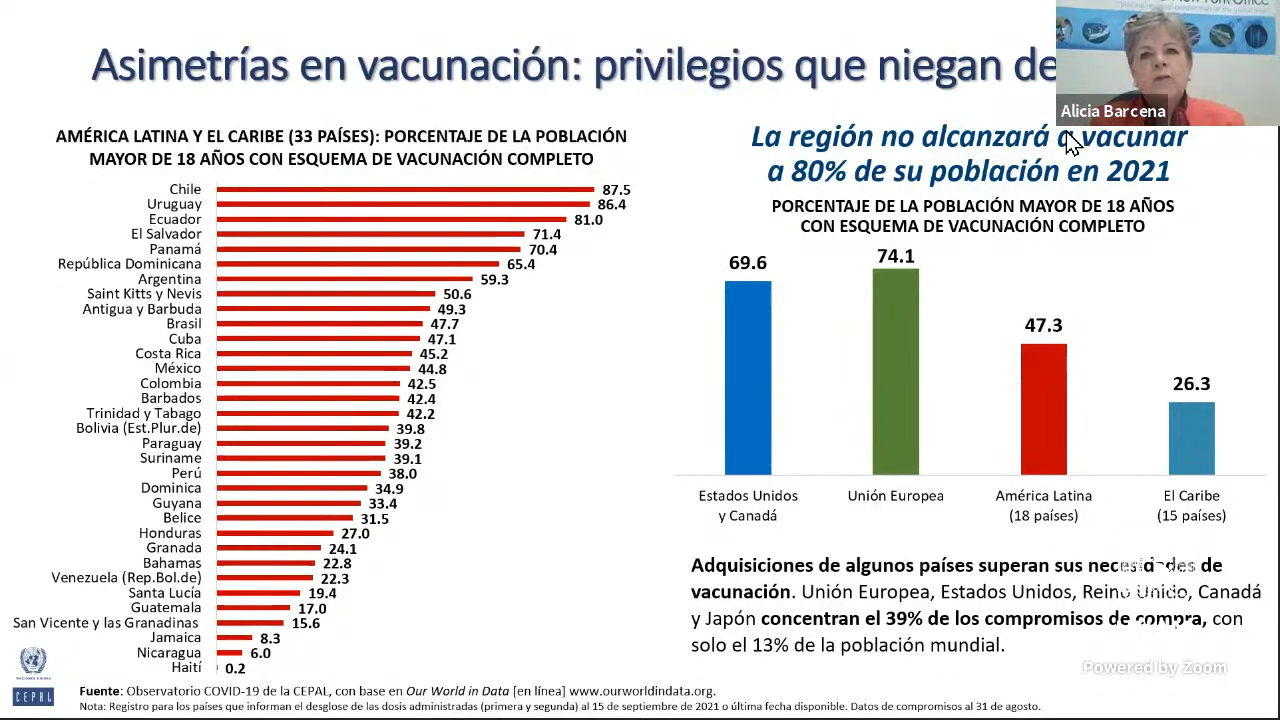 Asimetrías en vacunación: privilegios que niegan
Alicia Barcena
AMÉRICA LATINA Y EL CARIBE (33 PAÍSES): PORCENTAJE DE LA POBLACIÓN
MAYOR DE 18 AÑOS CON ESQUEMA DE VACUNACIÓN COMPLETO
Chile 87.5
Uruguay 86.4
Ecuador 81.0
El Salvador 71.4
Panamá 70.4
República Dominicana 65.4
Argentina 59.3
Saint Kitts y Nevis 50.6
Antigua y Barbuda 49.3
Brasil 47.7
Cuba 47.1
Costa Rica 45.2
México 44.8
Colombia 42.5
Barbados 42.4
Trinidad y Tabago 42.2
Bolivia (Est.Plur.de) 39.8
Paraguay 39.2
Suriname 39.1
Perú 38.0
Dominica 34.9
Guyana 33.4
Belice 31.5
Honduras 27.0
Granada 24.1
Bahamas 22.8
Venezuela (Rep.Bol.de) 22.3
Santa Lucía 19.4
Guatemala 17.0
San Vicente y las Granadinas 15.6
Jamaica 8.3
Nicaragua 6.0
Haití 0.2
La región no alcanzará a vacunar
a 80% de su población en 2021
PORCENTAJE DE LA POBLACIÓN MAYOR DE 18 AÑOS
CON ESQUEMA DE VACUNACIÓN COMPLETO
69.6 74.1 47.3 26.3
Estados Unidos Unión Europea América Latina El Caribe
y Canadá (18 países) (15 países)
Adquisiciones de algunos países superan sus necesidades de
vacunación. Unión Europea, Estados Unidos, Reino Unido, Canadá
y Japón concentran el 39% de los compromisos de compra, con
solo el 13% de la población mundial.
Powered by Zoom
NACIONES UNIDAS
CEPAL
Fuente: Observatorio COVID-19 de la CEPAL, con base en Our World in Data [en línea] www.ourworldindata.org.
Nota: Registro para los países que informan el desglose de las dosis administradas (primera y segunda) al 15 de septiembre de 2021 o última fecha disponible. Datos de compromisos al 31 de agosto.